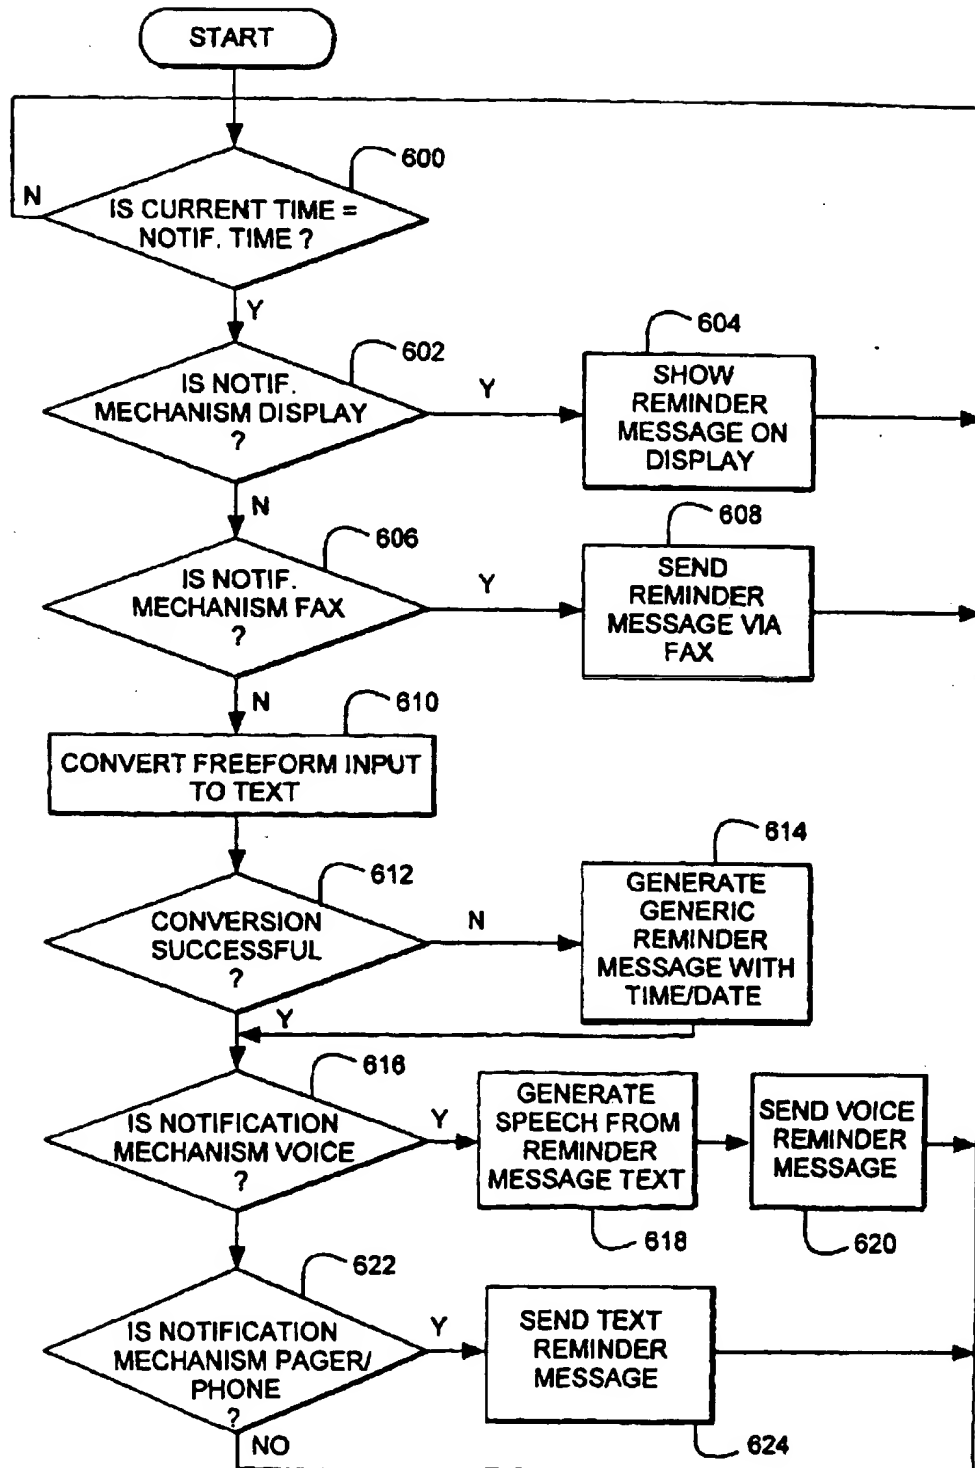 START
600
N
IS CURRENT TIME =
NOTIF. TIME ?
Y
602
IS NOTIF.
MECHANISM DISPLAY
?
Y
604
SHOW
REMINDER
MESSAGE ON
DISPLAY
N
606
IS NOTIF.
MECHANISM FAX
?
Y
608
SEND
REMINDER
MESSAGE VIA
FAX
N
610
CONVERT FREEFORM INPUT
TO TEXT
612
CONVERSION
SUCCESSFUL
?
N
614
GENERATE
GENERIC
REMINDER
MESSAGE WITH
TIME/DATE
Y
616
IS NOTIFICATION
MECHANISM VOICE
?
Y
GENERATE
SPEECH FROM
REMINDER
MESSAGE TEXT
618
SEND VOICE
REMINDER
MESSAGE
620
622
IS NOTIFICATION
MECHANISM PAGER/
PHONE
?
Y
SEND TEXT
REMINDER
MESSAGE
624
NO